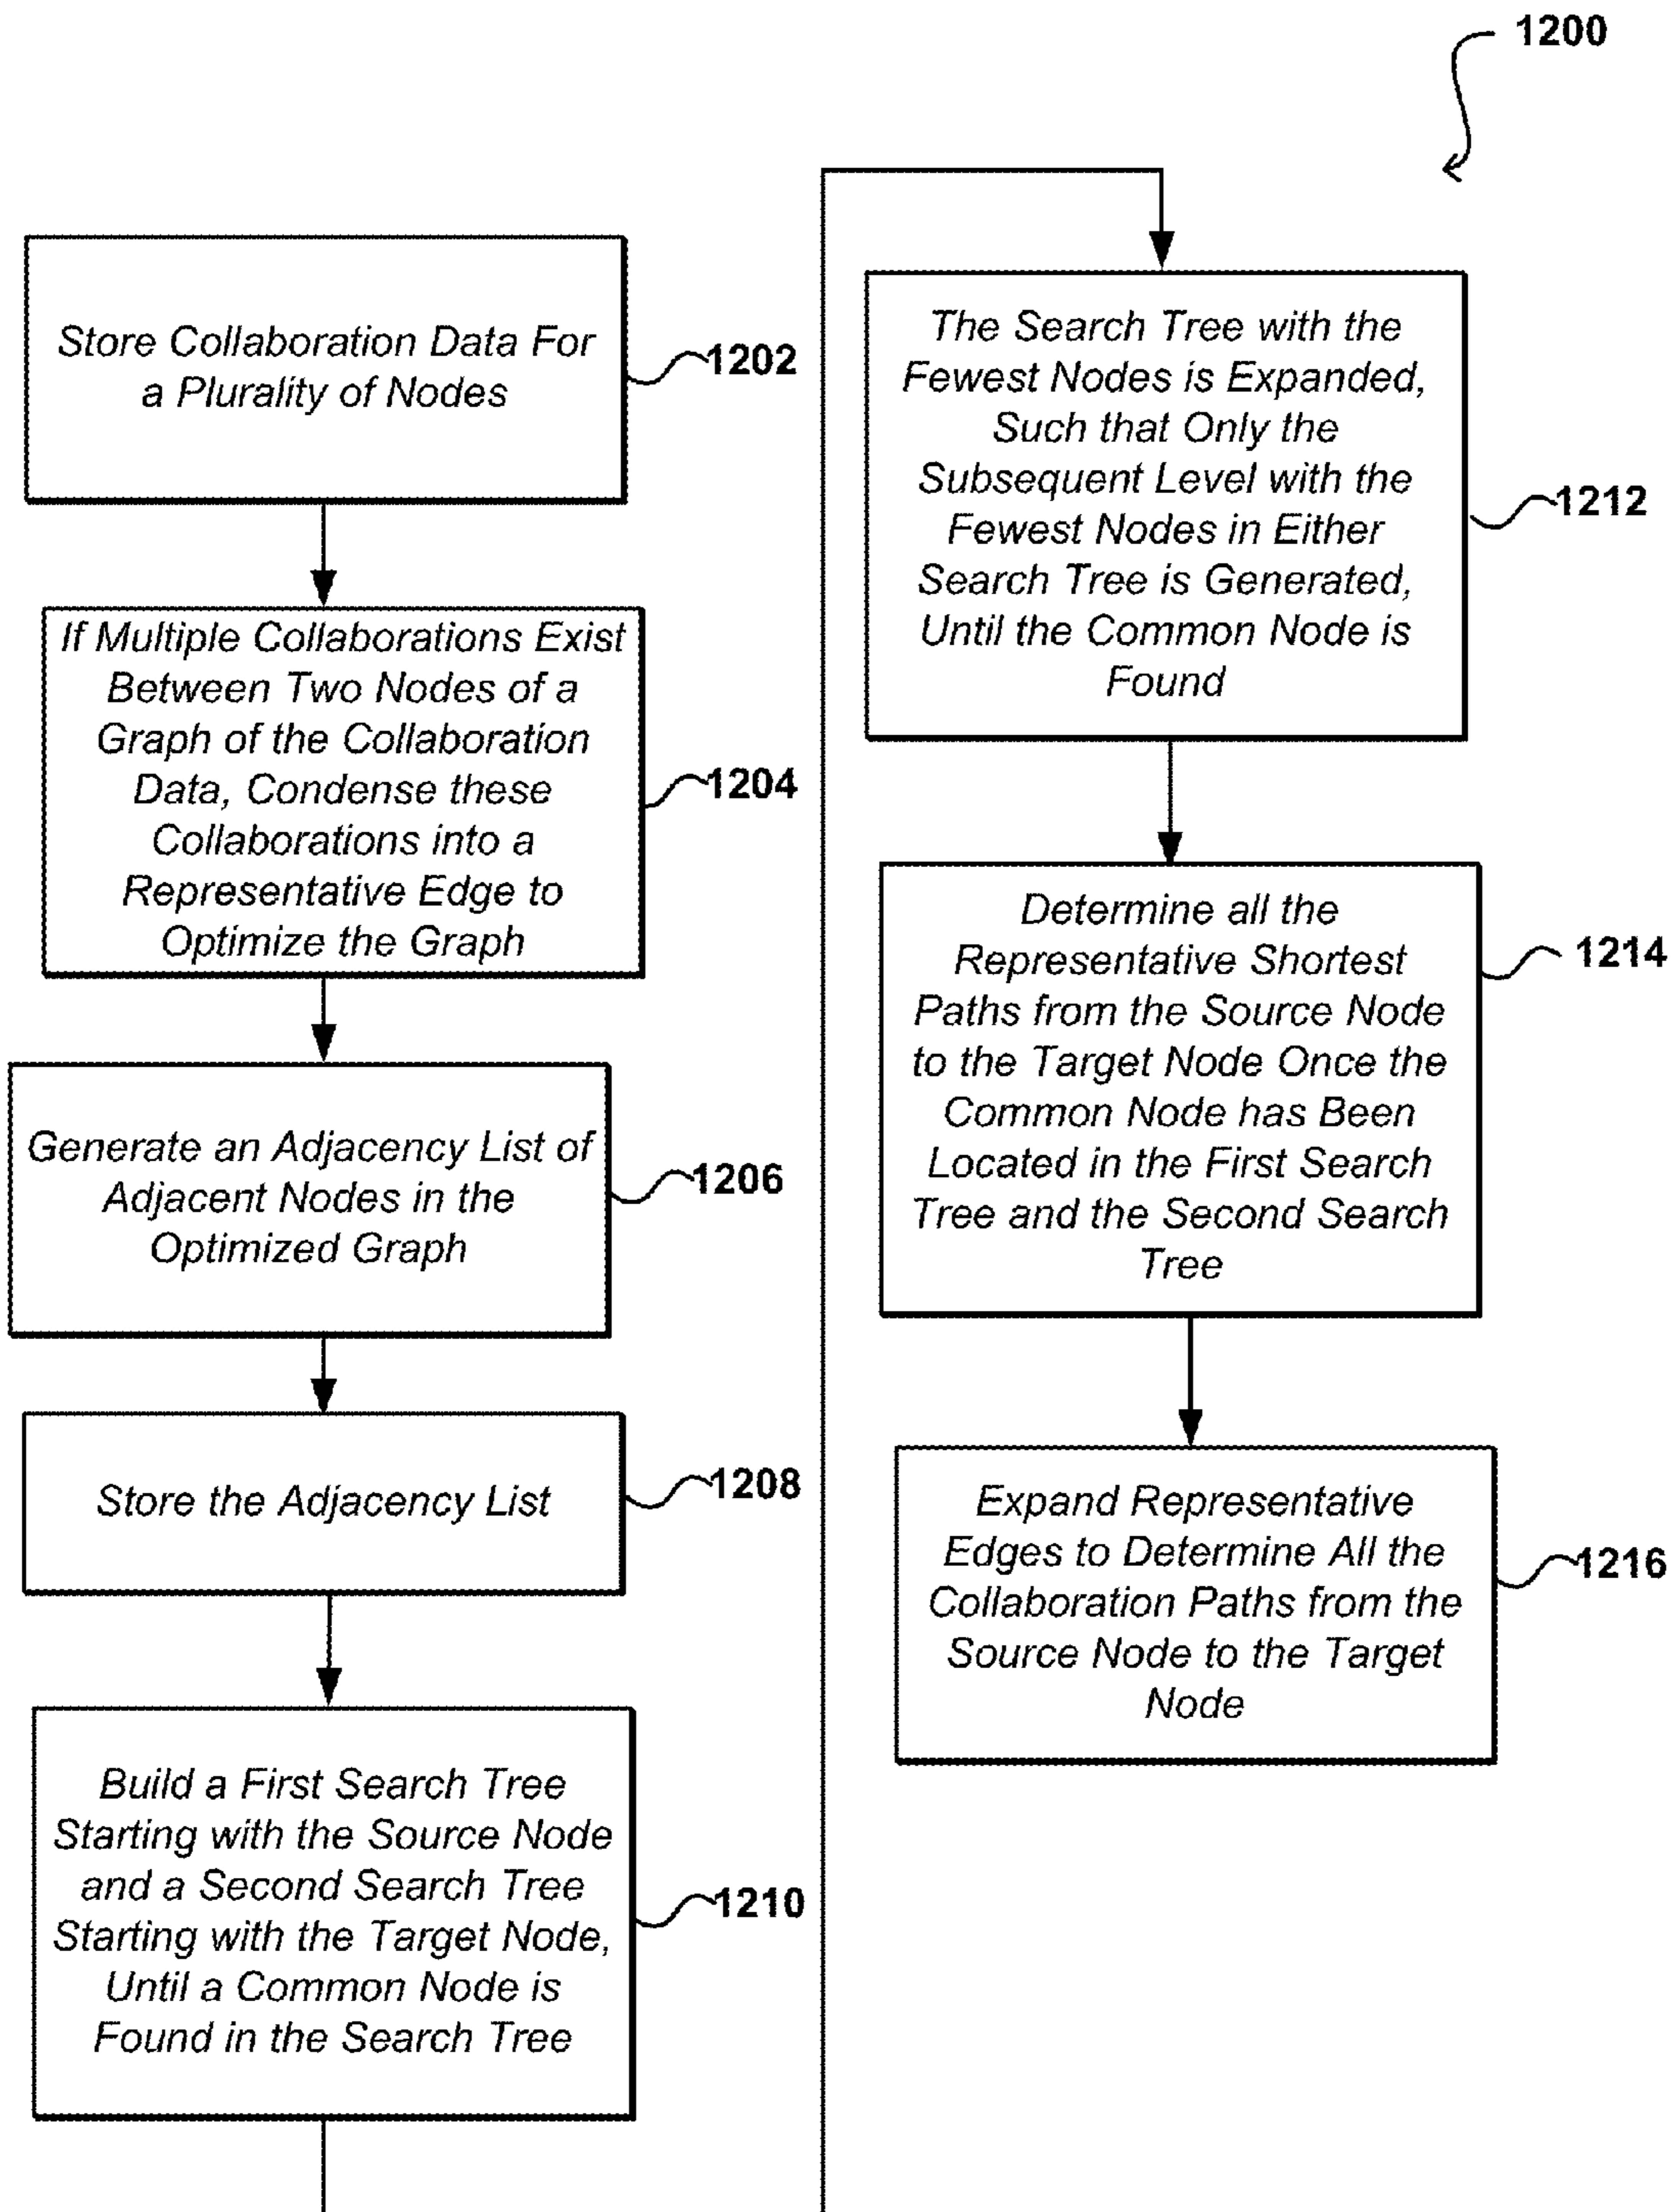 1200
Store Collaboration Data For
a Plurality of Nodes
1202
If Multiple Collaborations Exist
Between Two Nodes of a
Graph of the Collaboration
Data, Condense these
Collaborations into a
Representative Edge to
Optimize the Graph
1204
Generate an Adjacency List of
Adjacent Nodes in the
Optimized Graph
1206
Store the Adjacency List
1208
Build a First Search Tree
Starting with the Source Node
and a Second Search Tree
Starting with the Target Node,
Until a Common Node is
Found in the Search Tree
1210
The Search Tree with the
Fewest Nodes is Expanded,
Such that Only the
Subsequent Level with the
Fewest Nodes in Either
Search Tree is Generated,
Until the Common Node is
Found
1212
Determine all the
Representative Shortest
Paths from the Source Node
to the Target Node Once the
Common Node has Been
Located in the First Search
Tree and the Second Search
Tree
1214
Expand Representative
Edges to Determine All the
Collaboration Paths from the
Source Node to the Target
Node
1216